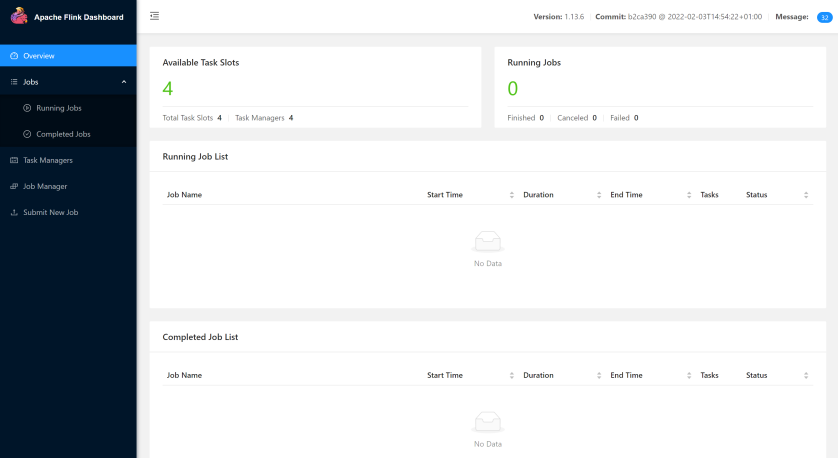 Apache Flink Dashboard
Version: 1.13.6 Commit: b2ca390 @ 2022-02-03T14:54:22+01:00 Message: 32
Overview
Jobs
Running Jobs
Completed Jobs
Task Managers
Job Manager
Submit New Job
Available Task Slots
4
Total Task Slots 4 Task Managers 4
Running Jobs
0
Finished 0 Canceled 0 Failed 0
Running Job List
Job Name Start Time Duration End Time Tasks Status
No Data
Completed Job List
Job Name Start Time Duration End Time Tasks Status
No Data